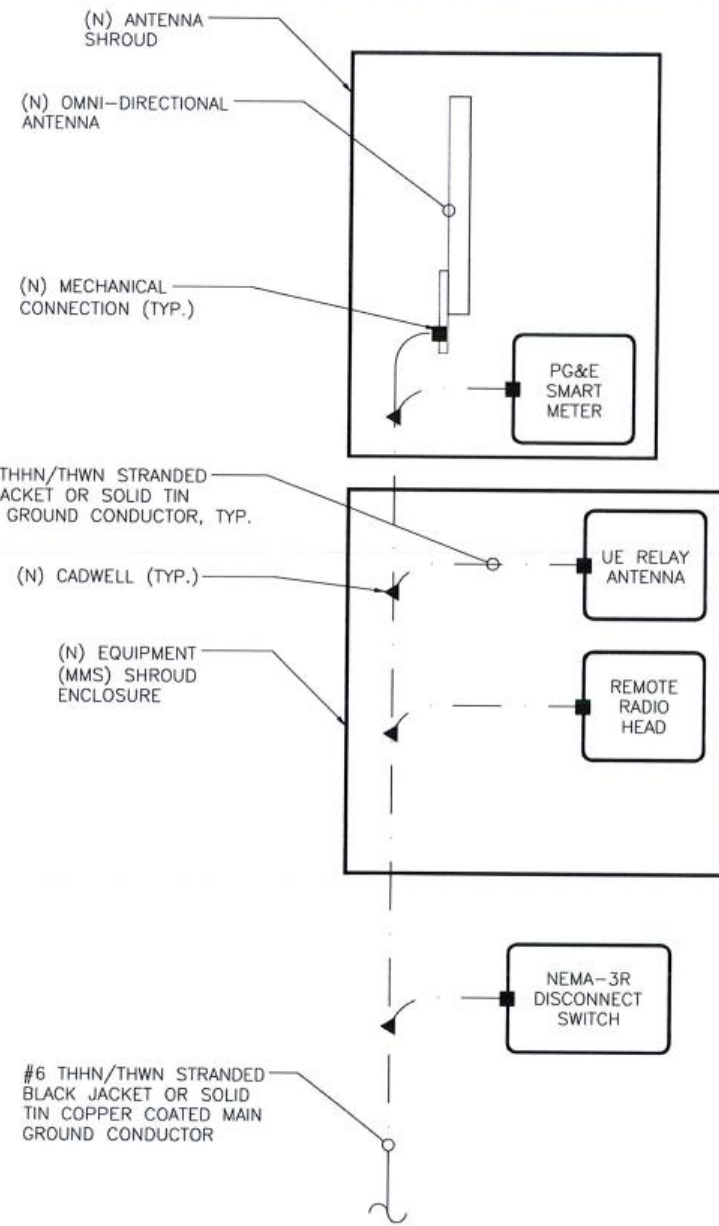 (N) ANTENNA
SHROUD
(N) OMNI-DIRECTIONAL
ANTENNA
(N) MECHANICAL
CONNECTION (TYP.)
PG&E
SMART
METER
THHN/THWN STRANDED
ACKET OR SOLID TIN
GROUND CONDUCTOR, TYP.
UE RELAY
ANTENNA
(N) CADWELL (TYP.)
(N) EQUIPMENT
(MMS) SHROUD
ENCLOSURE
REMOTE
RADIO
HEAD
NEMA-3R
DISCONNECT
SWITCH
#6 THHN/THWN STRANDED
BLACK JACKET OR SOLID
TIN COPPER COATED MAIN
GROUND CONDUCTOR